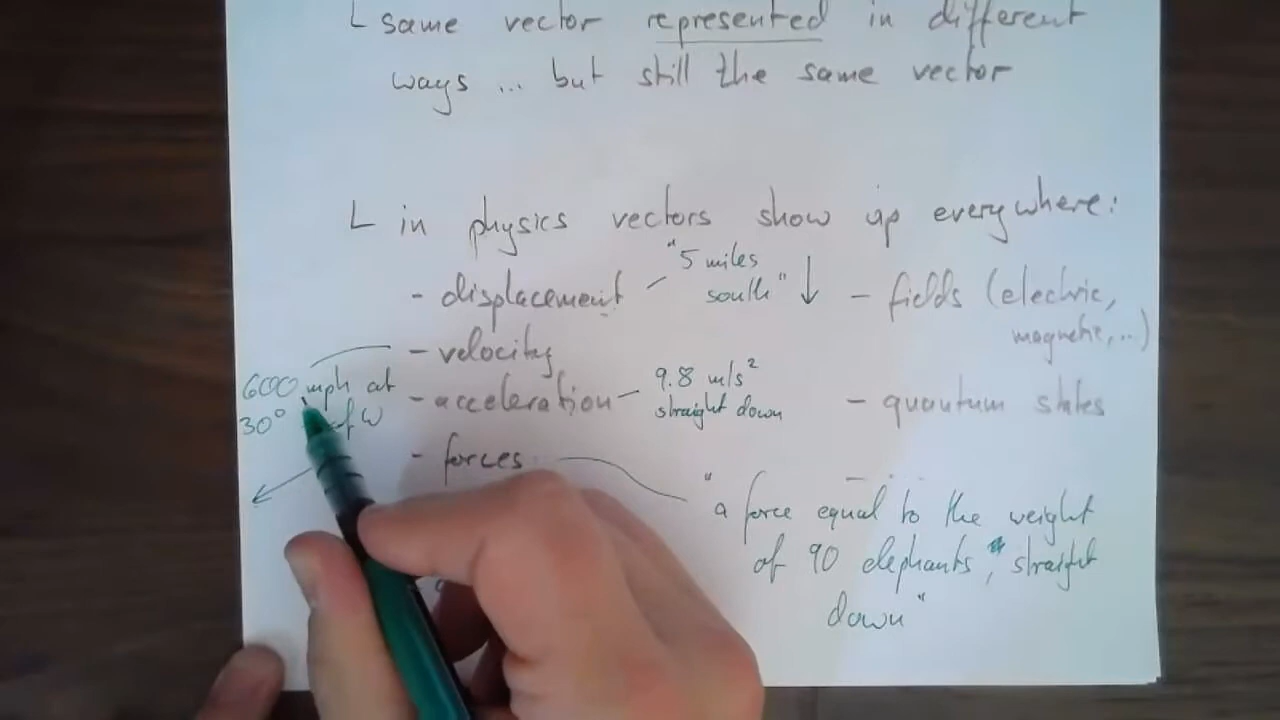 └ same vector represented in different
ways ... but still the same vector
└ in physics vectors show up everywhere:
- displacement
"5 miles
south" ↓
- velocity
600 mph at
30° of W
- acceleration
9.8 m/s²
straight down
- forces
"a force equal to the weight
of 90 elephants, straight
down"
- fields (electric,
magnetic, ...)
- quantum states